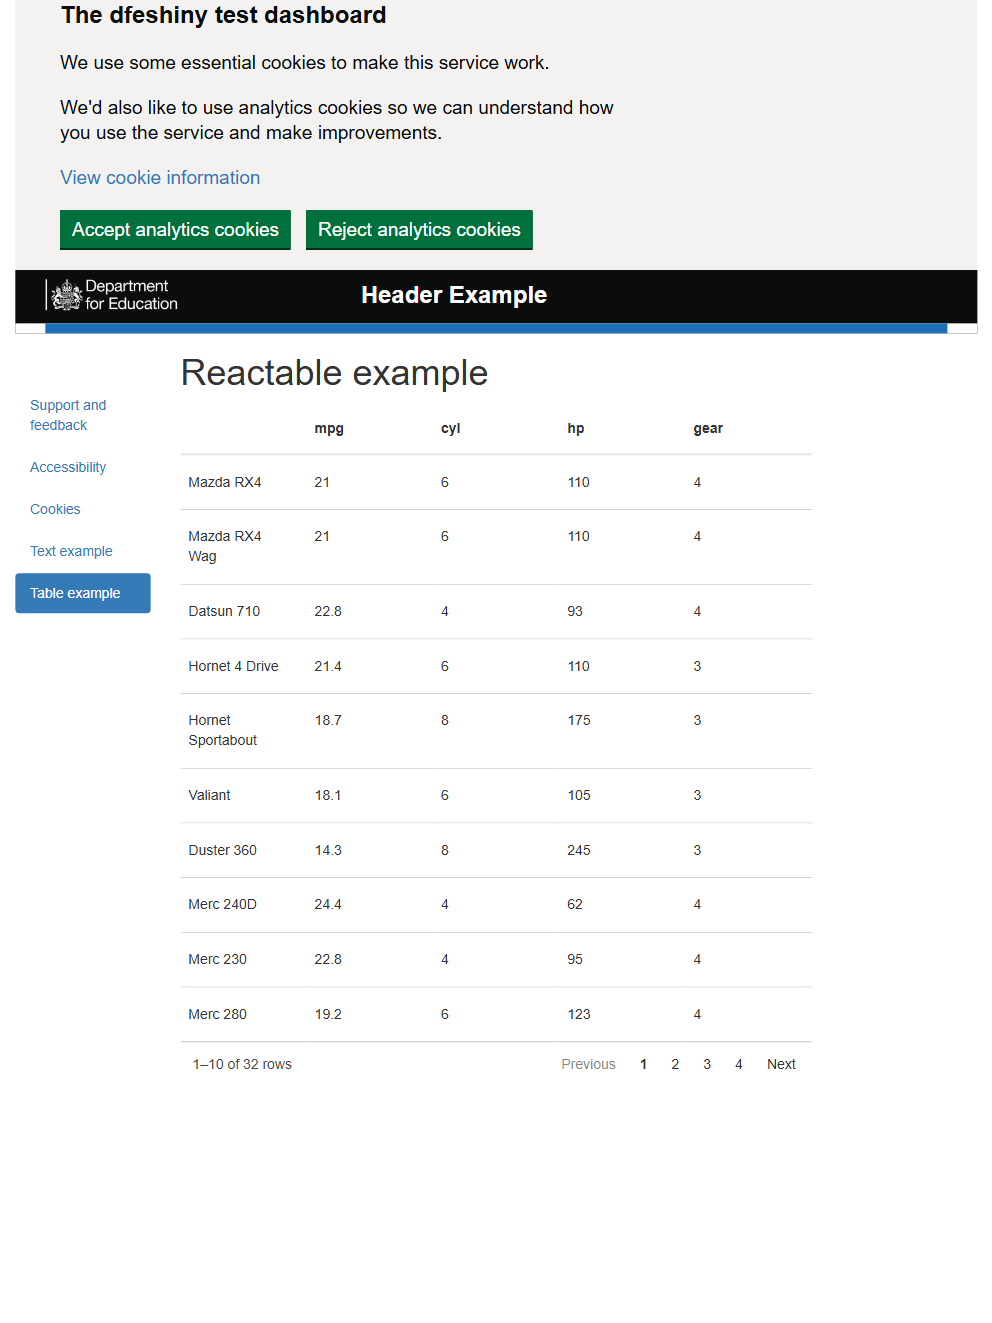 The dfeshiny test dashboard
We use some essential cookies to make this service work.
We'd also like to use analytics cookies so we can understand how
you use the service and make improvements.
View cookie information
Accept analytics cookies Reject analytics cookies
Department
for Education
Header Example
Support and
feedback
Accessibility
Cookies
Text example
Table example
Reactable example
mpg cyl hp gear
Mazda RX4 21 6 110 4
Mazda RX4 21 6 110 4
Wag
Datsun 710 22.8 4 93 4
Hornet 4 Drive 21.4 6 110 3
Hornet 18.7 8 175 3
Sportabout
Valiant 18.1 6 105 3
Duster 360 14.3 8 245 3
Merc 240D 24.4 4 62 4
Merc 230 22.8 4 95 4
Merc 280 19.2 6 123 4
1–10 of 32 rows Previous 1 2 3 4 Next